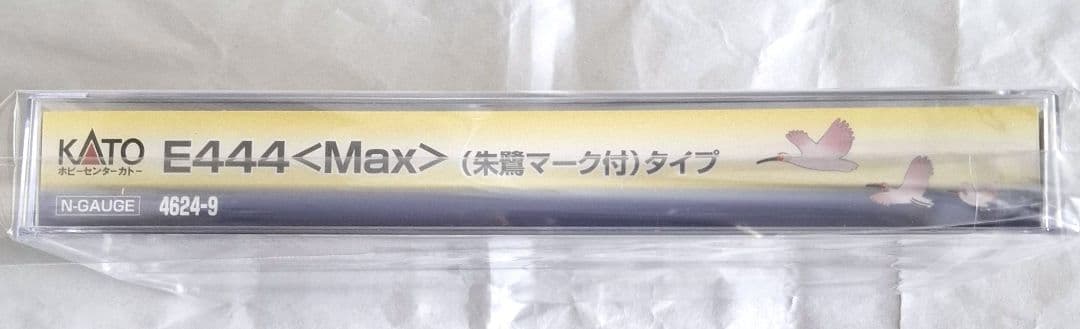 KATO
ホビーセンターカトー
E444<Max>(朱鷺マーク付)タイプ
N-GAUGE 4624-9